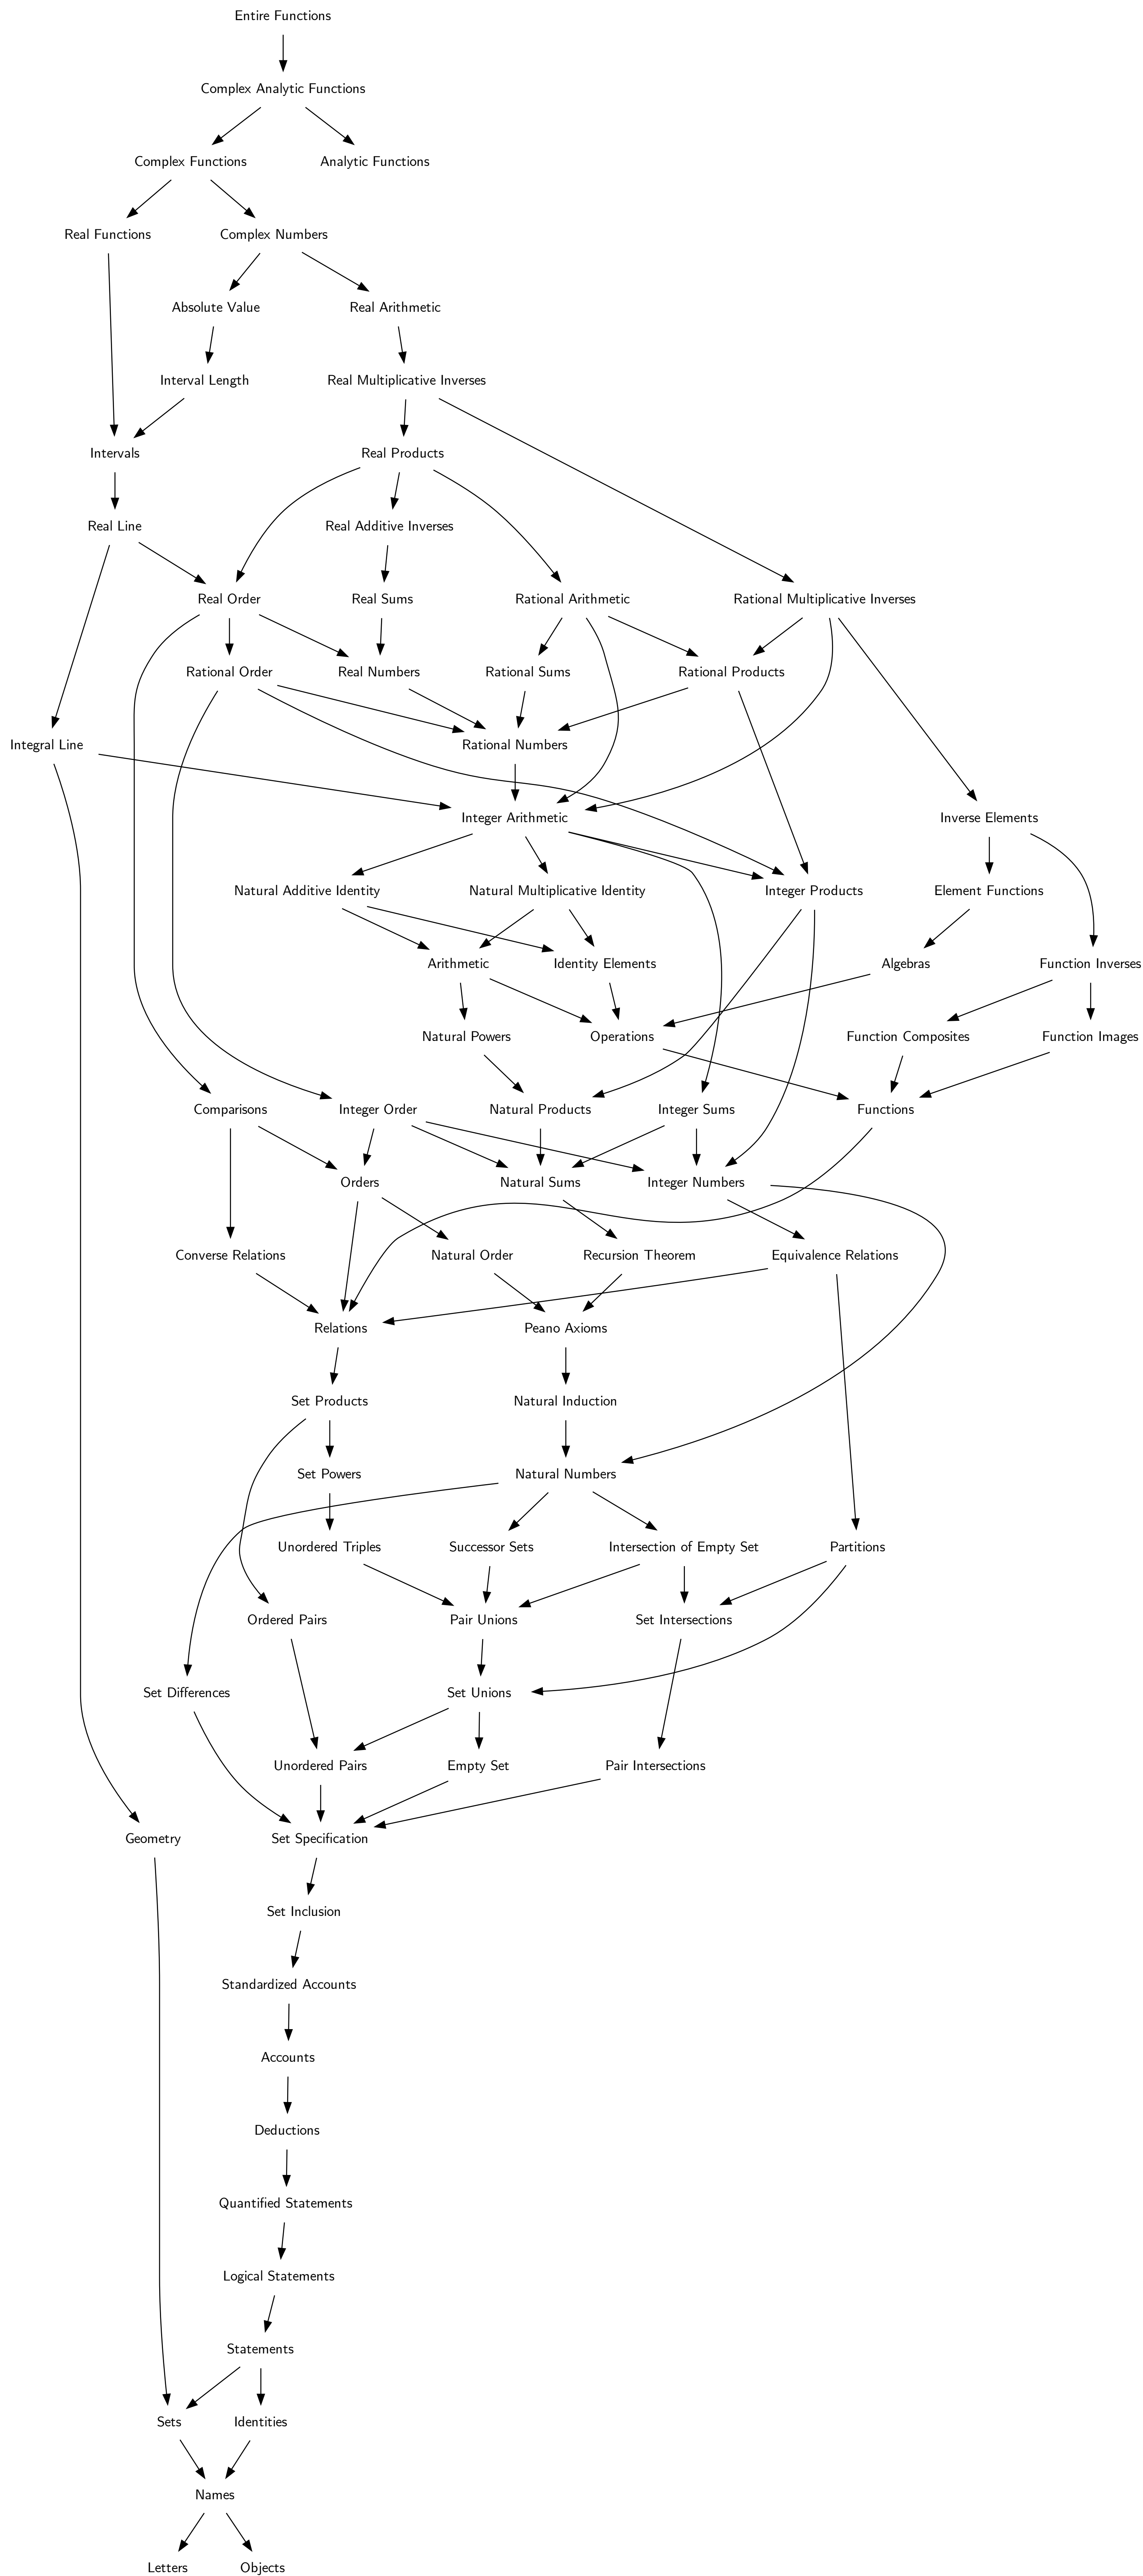 Entire Functions
Complex Analytic Functions
Complex Functions
Analytic Functions
Real Functions
Complex Numbers
Absolute Value
Real Arithmetic
Interval Length
Real Multiplicative Inverses
Intervals
Real Products
Real Line
Real Additive Inverses
Real Order
Real Sums
Rational Arithmetic
Rational Multiplicative Inverses
Rational Order
Real Numbers
Rational Sums
Rational Products
Integral Line
Rational Numbers
Integer Arithmetic
Inverse Elements
Natural Additive Identity
Natural Multiplicative Identity
Integer Products
Element Functions
Arithmetic
Identity Elements
Algebras
Function Inverses
Natural Powers
Operations
Function Composites
Function Images
Comparisons
Integer Order
Natural Products
Integer Sums
Functions
Orders
Natural Sums
Integer Numbers
Converse Relations
Natural Order
Recursion Theorem
Equivalence Relations
Relations
Peano Axioms
Set Products
Natural Induction
Set Powers
Natural Numbers
Unordered Triples
Successor Sets
Intersection of Empty Set
Partitions
Ordered Pairs
Pair Unions
Set Intersections
Set Differences
Set Unions
Unordered Pairs
Empty Set
Pair Intersections
Geometry
Set Specification
Set Inclusion
Standardized Accounts
Accounts
Deductions
Quantified Statements
Logical Statements
Statements
Sets
Identities
Names
Letters
Objects